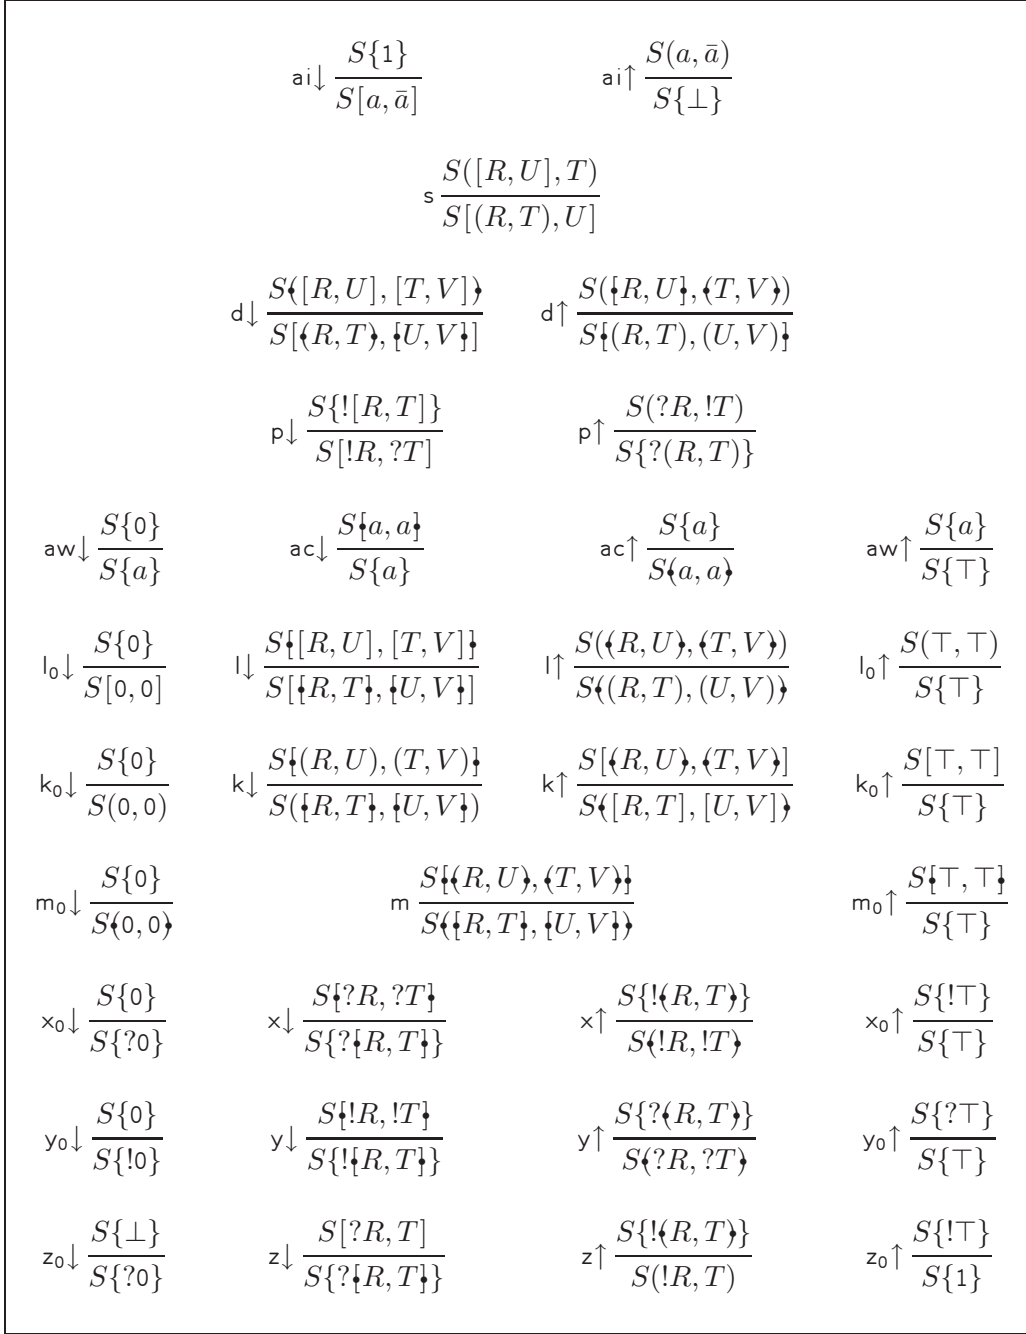 S{1} S(a, ā)
ai↓ ai↑
S[a, ā] S{⊥}
S([R, U], T)
s
S[(R, T), U]
S(•[R, U], [T, V]•) S([•R, U•], (•T, V•))
d↓ d↑
S[(•R, T•), [•U, V•]] S[•(R, T), (U, V)•]
S{![R, T]} S(?R, !T)
p↓ p↑
S[!R, ?T] S{?(R, T)}
S{0} S[•a, a•] S{a} S{a}
aw↓ ac↓ ac↑ aw↑
S{a} S{a} S(•a, a•) S{⊤}
S{0} S[•[R, U], [T, V]•] S((•R, U•), (•T, V•)) S(⊤, ⊤)
l₀↓ l↓ l↑ l₀↑
S[0, 0] S[[•R, T•], [•U, V•]] S(•(R, T), (U, V)•) S{⊤}
S{0} S[•(R, U), (T, V)•] S[(•R, U•), (•T, V•)] S[⊤, ⊤]
k₀↓ k↓ k↑ k₀↑
S(0, 0) S([•R, T•], [•U, V•]) S(•[R, T], [U, V]•) S{⊤}
S{0} S[•(•R, U•), (•T, V•)•] S[•⊤, ⊤•]
m₀↓ m m₀↑
S(•0, 0•) S(•[•R, T•], [•U, V•]•) S{⊤}
S{0} S[•?R, ?T•] S{!(•R, T•)} S{!⊤}
x₀↓ x↓ x↑ x₀↑
S{?0} S{?[•R, T•]} S(•!R, !T•) S{⊤}
S{0} S[•!R, !T•] S{?(•R, T•)} S{?⊤}
y₀↓ y↓ y↑ y₀↑
S{!0} S{![•R, T•]} S(•?R, ?T•) S{⊤}
S{⊥} S[?R, T] S{!(•R, T•)} S{!⊤}
z₀↓ z↓ z↑ z₀↑
S{?0} S{?[•R, T•]} S(!R, T) S{1}